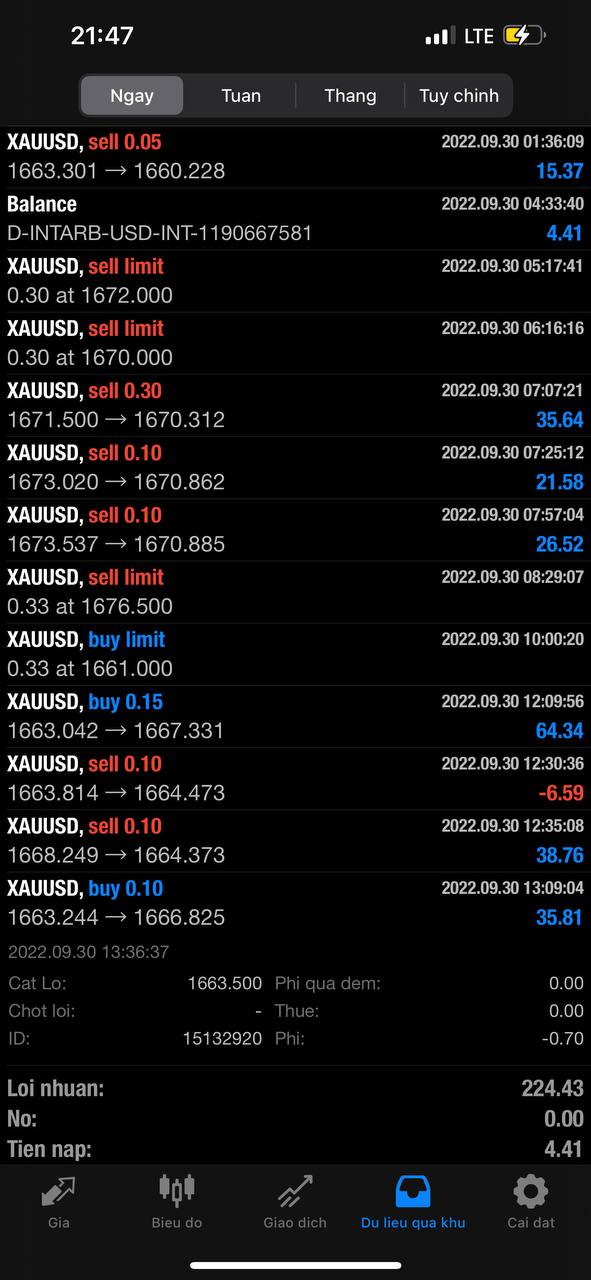 21:47 LTE
Ngay Tuan Thang Tuy chinh
XAUUSD, sell 0.05 2022.09.30 01:36:09
1663.301 → 1660.228 15.37
Balance 2022.09.30 04:33:40
D-INTARB-USD-INT-1190667581 4.41
XAUUSD, sell limit 2022.09.30 05:17:41
0.30 at 1672.000
XAUUSD, sell limit 2022.09.30 06:16:16
0.30 at 1670.000
XAUUSD, sell 0.30 2022.09.30 07:07:21
1671.500 → 1670.312 35.64
XAUUSD, sell 0.10 2022.09.30 07:25:12
1673.020 → 1670.862 21.58
XAUUSD, sell 0.10 2022.09.30 07:57:04
1673.537 → 1670.885 26.52
XAUUSD, sell limit 2022.09.30 08:29:07
0.33 at 1676.500
XAUUSD, buy limit 2022.09.30 10:00:20
0.33 at 1661.000
XAUUSD, buy 0.15 2022.09.30 12:09:56
1663.042 → 1667.331 64.34
XAUUSD, sell 0.10 2022.09.30 12:30:36
1663.814 → 1664.473 -6.59
XAUUSD, sell 0.10 2022.09.30 12:35:08
1668.249 → 1664.373 38.76
XAUUSD, buy 0.10 2022.09.30 13:09:04
1663.244 → 1666.825 35.81
2022.09.30 13:36:37
Cat Lo: 1663.500 Phi qua dem: 0.00
Chot loi: - Thue: 0.00
ID: 15132920 Phi: -0.70
Loi nhuan: 224.43
No: 0.00
Tien nap: 4.41
Gia Bieu do Giao dich Du lieu qua khu Cai dat